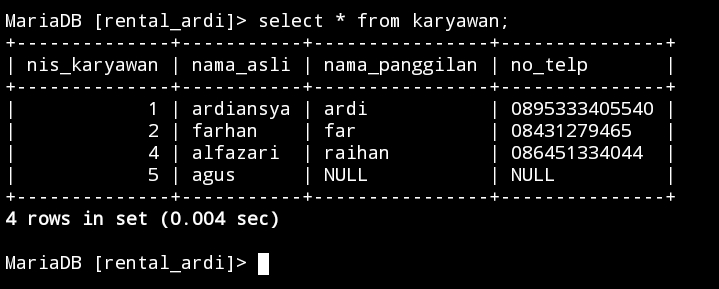 MariaDB [rental_ardi]> select * from karyawan;
+--------------+-----------+----------------+---------------+
| nis_karyawan | nama_asli | nama_panggilan | no_telp       |
+--------------+-----------+----------------+---------------+
|            1 | ardiansya | ardi           | 0895333405540 |
|            2 | farhan    | far            | 08431279465   |
|            4 | alfazari  | raihan         | 086451334044  |
|            5 | agus      | NULL           | NULL          |
+--------------+-----------+----------------+---------------+
4 rows in set (0.004 sec)
MariaDB [rental_ardi]>